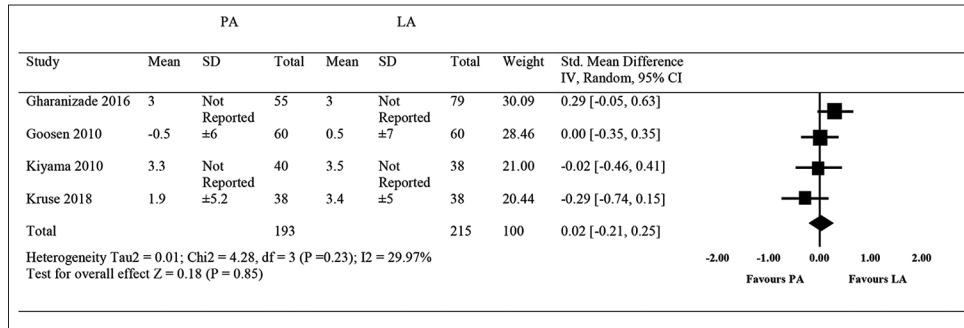 PA LA
Study Mean SD Total Mean SD Total Weight Std. Mean Difference
IV, Random, 95% CI
Gharanizade 2016 3 Not Reported 55 3 Not Reported 79 30.09 0.29 [-0.05, 0.63]
Goosen 2010 -0.5 ±6 60 0.5 ±7 60 28.46 0.00 [-0.35, 0.35]
Kiyama 2010 3.3 Not Reported 40 3.5 Not Reported 38 21.00 -0.02 [-0.46, 0.41]
Kruse 2018 1.9 ±5.2 38 3.4 ±5 38 20.44 -0.29 [-0.74, 0.15]
Total 193 215 100 0.02 [-0.21, 0.25]
Heterogeneity Tau2 = 0.01; Chi2 = 4.28, df = 3 (P =0.23); I2 = 29.97%
Test for overall effect Z = 0.18 (P = 0.85)
-2.00 -1.00 0.00 1.00 2.00
Favours PA Favours LA